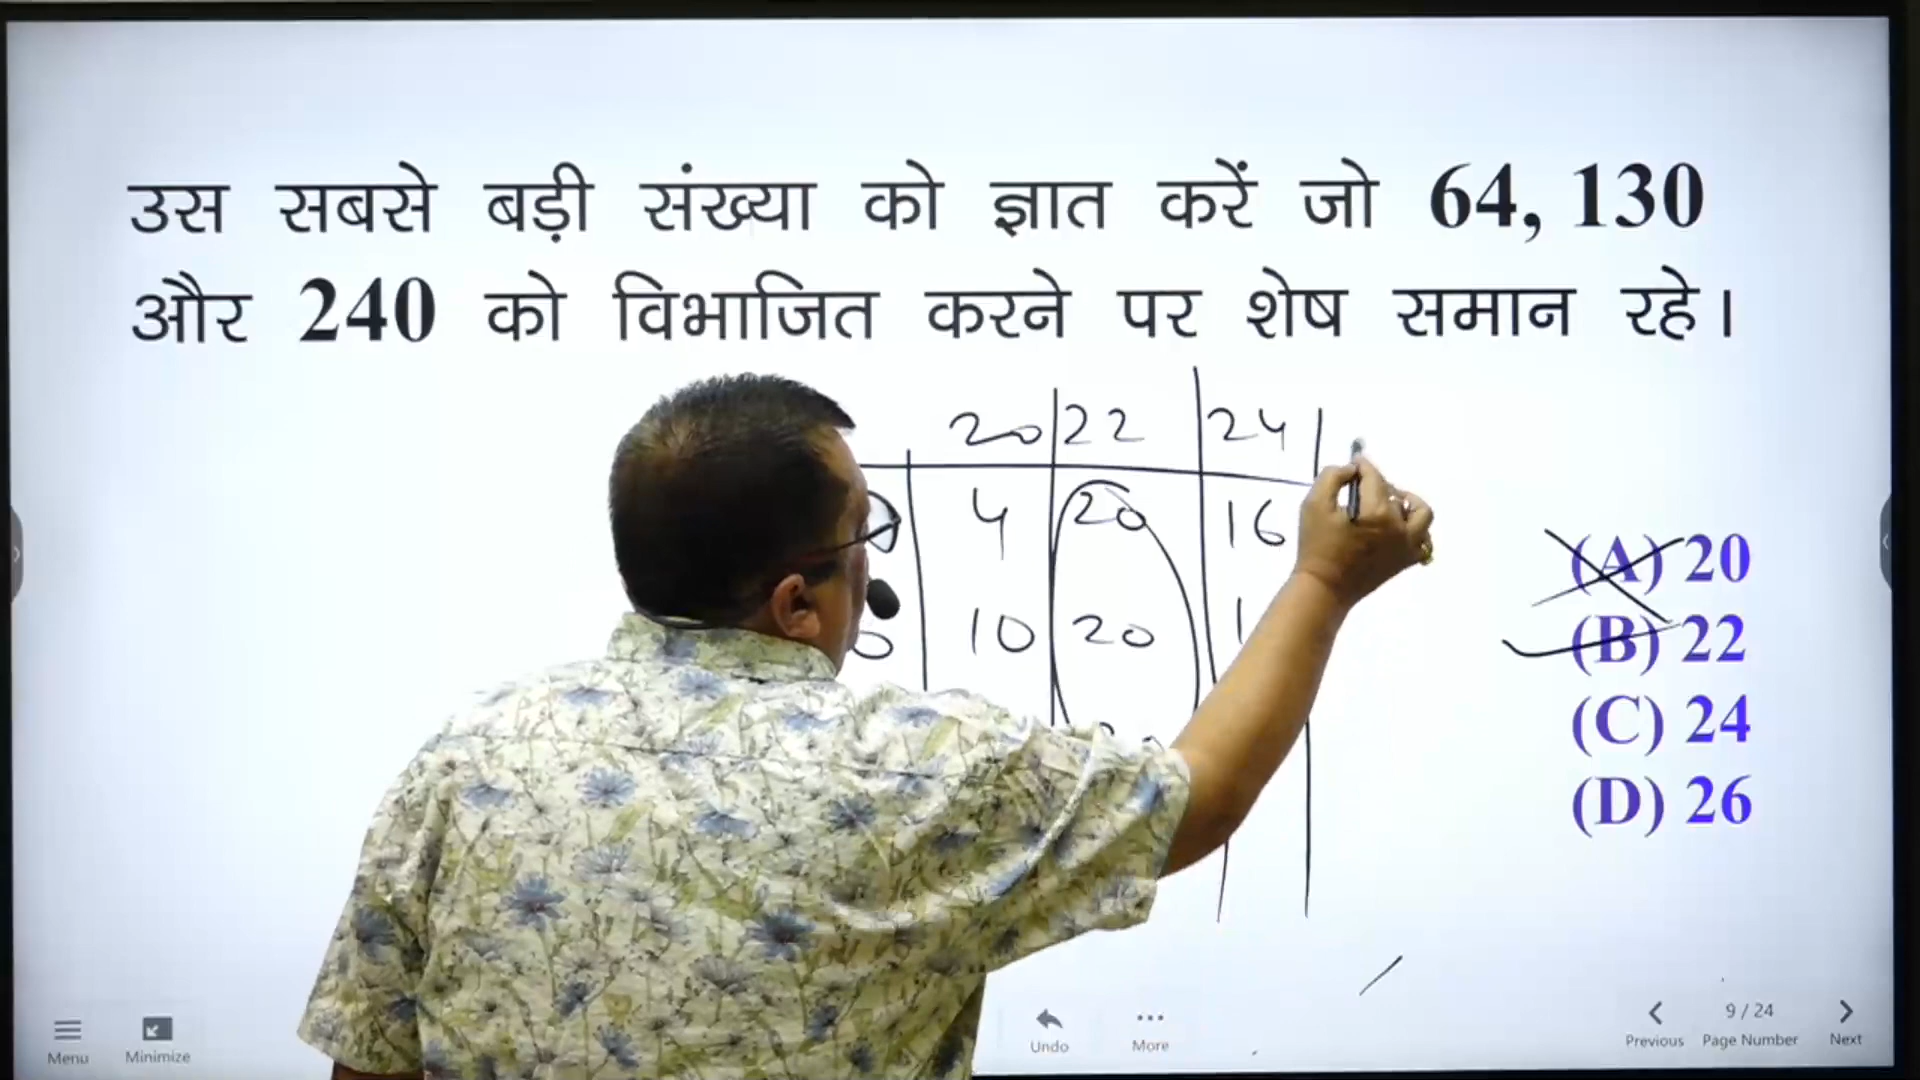 उस सबसे बड़ी संख्या को ज्ञात करें जो 64, 130
और 240 को विभाजित करने पर शेष समान रहे।
20 22 24
4 20 16
10 20
(A) 20
(B) 22
(C) 24
(D) 26
Menu
Minimize
Undo
More
Previous
9 / 24
Page Number
Next